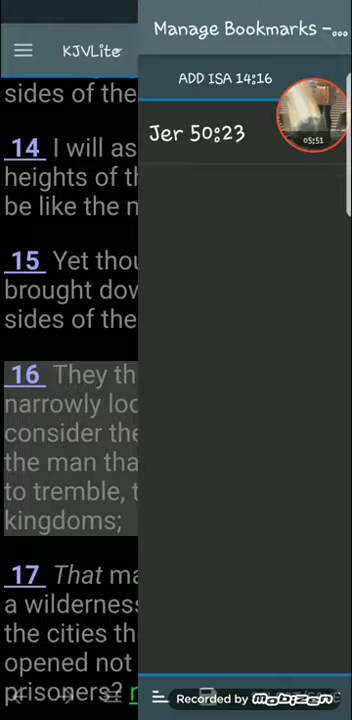 Manage Bookmarks –...
KJVLite
ADD ISA 14:16
sides of the
Jer 50:23
05:51
14 I will as
heights of th
be like the m
15 Yet thou
brought dow
sides of the
16 They th
narrowly loo
consider the
the man tha
to tremble, t
kingdoms;
17 That ma
a wilderness
the cities th
opened not
prisoners?
Recorded by mobizen